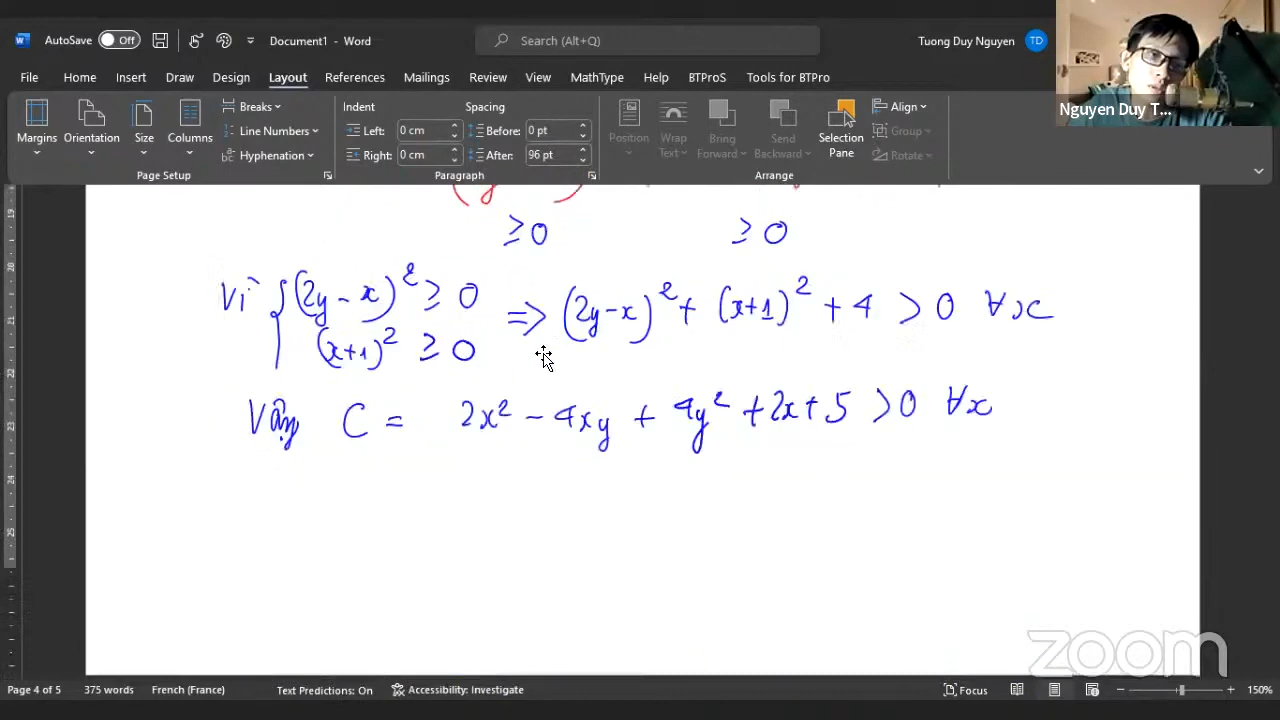 AutoSave Off Document1 - Word Search (Alt+Q) Tuong Duy Nguyen TD
File Home Insert Draw Design Layout References Mailings Review View MathType Help BTProS Tools for BTPro
Nguyen Duy T...
Margins Orientation Size Columns
Breaks
Line Numbers
Hyphenation
Page Setup
Indent Spacing
Left: 0 cm Before: 0 pt
Right: 0 cm After: 96 pt
Paragraph
Position Wrap Text Bring Forward Send Backward Selection Pane
Align
Group
Rotate
Arrange
≥ 0 ≥ 0
Vì { (2y - x)² ≥ 0
(x+1)² ≥ 0
=> (2y - x)² + (x+1)² + 4 > 0 ∀x
Vậy C = 2x² - 4xy + 4y² + 2x + 5 > 0 ∀x
zoom
Page 4 of 5 375 words French (France) Text Predictions: On Accessibility: Investigate Focus 150%